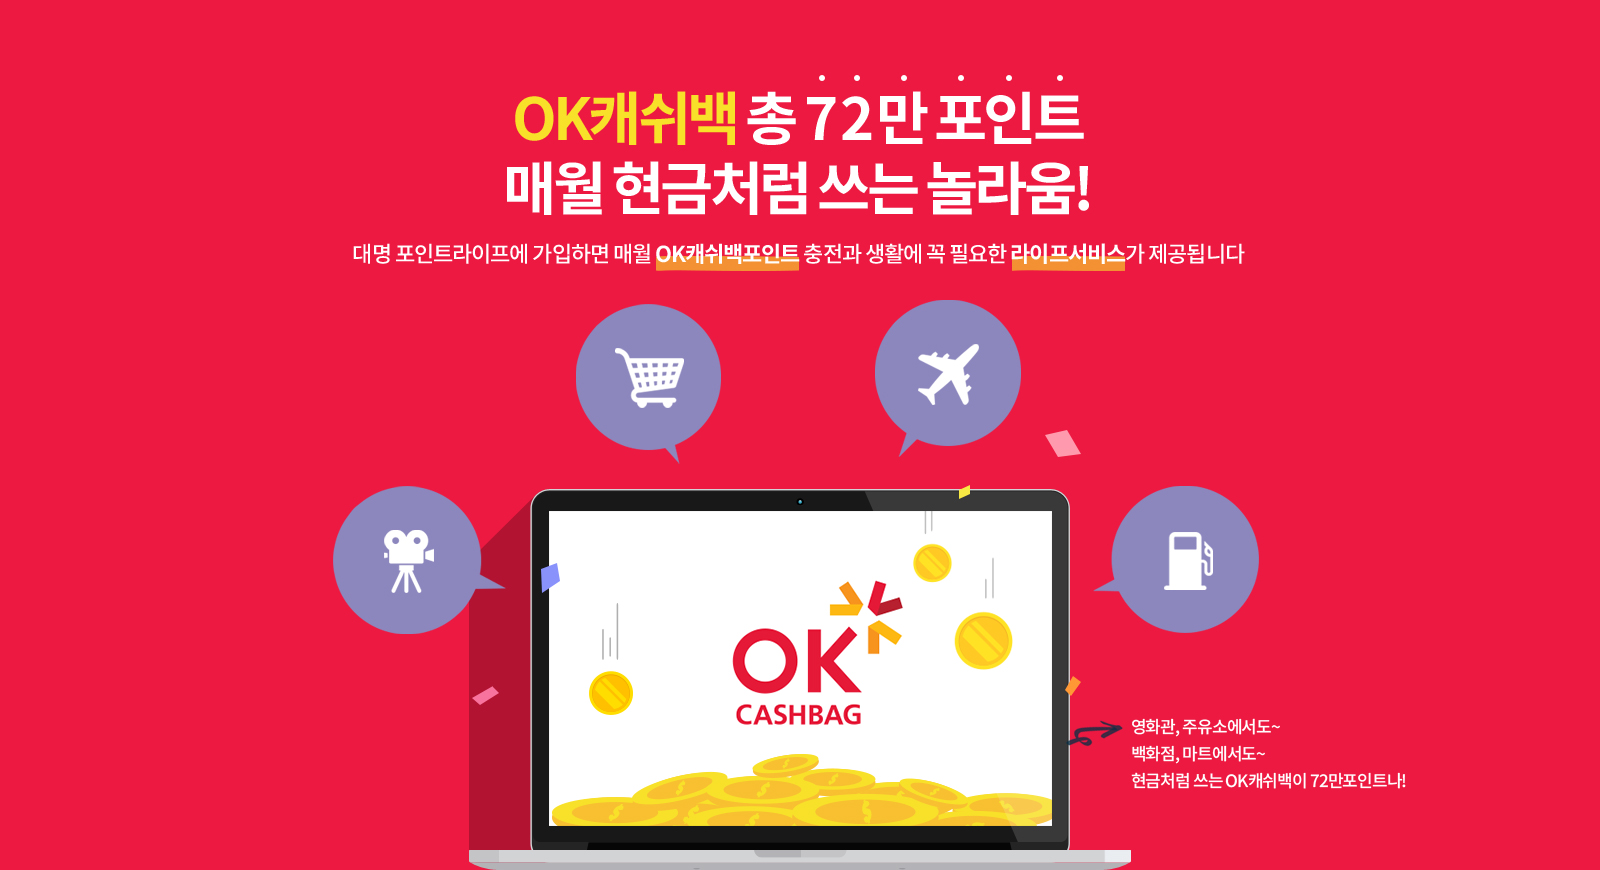 OK캐쉬백 총 72만 포인트
매월 현금처럼 쓰는 놀라움!
대명 포인트라이프에 가입하면 매월 OK캐쉬백포인트 충전과 생활에 꼭 필요한 라이프서비스가 제공됩니다
OK
CASHBAG
영화관, 주유소에서도~
백화점, 마트에서도~
현금처럼 쓰는 OK캐쉬백이 72만포인트나!